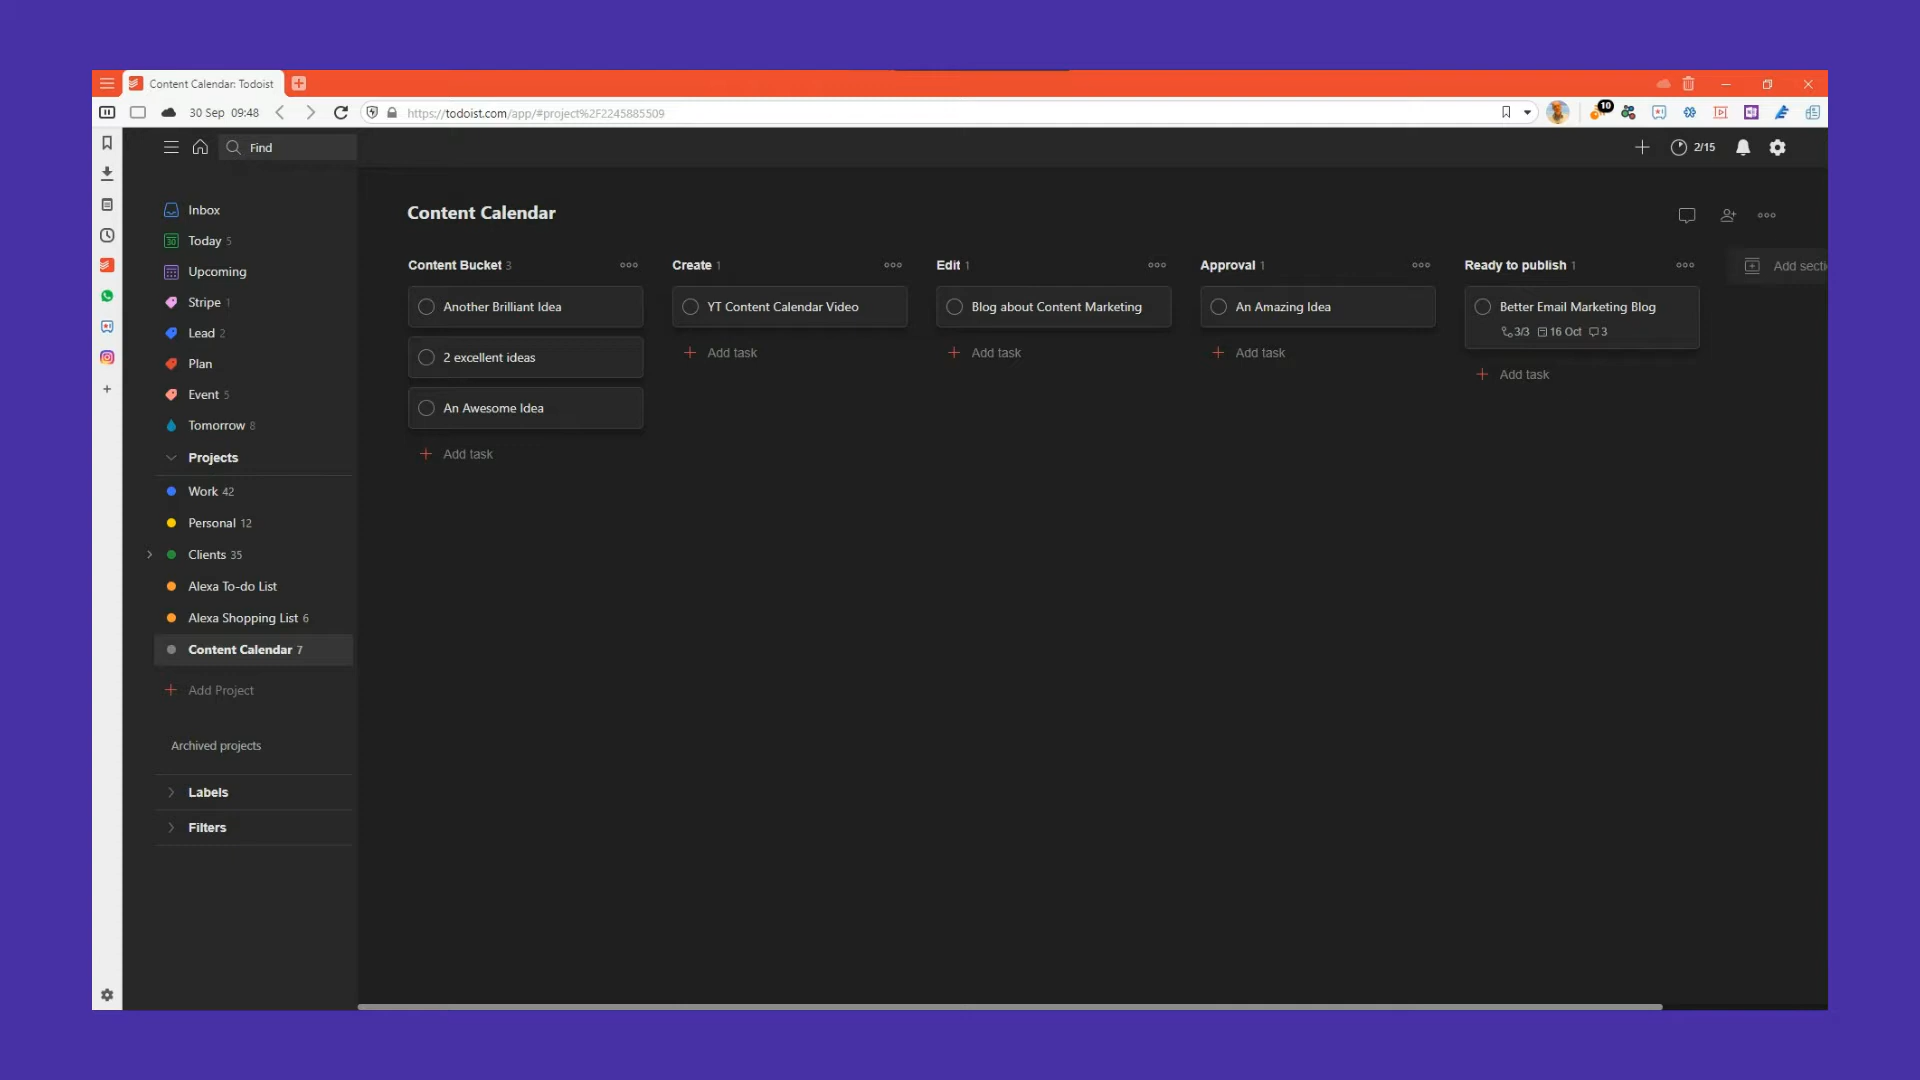 Content Calendar: Todoist
30 Sep 09:48
https://todoist.com/app/#project%2F2245885509
10
Find
2/15
Inbox
30 Today 5
Upcoming
Stripe 1
Lead 2
Plan
Event 5
Tomorrow 8
Projects
Work 42
Personal 12
Clients 35
Alexa To-do List
Alexa Shopping List 6
Content Calendar 7
Add Project
Archived projects
Labels
Filters
Content Calendar
Content Bucket 3
Another Brilliant Idea
2 excellent ideas
An Awesome Idea
Add task
Create 1
YT Content Calendar Video
Add task
Edit 1
Blog about Content Marketing
Add task
Approval 1
An Amazing Idea
Add task
Ready to publish 1
Better Email Marketing Blog
3/3 16 Oct 3
Add task
Add secti